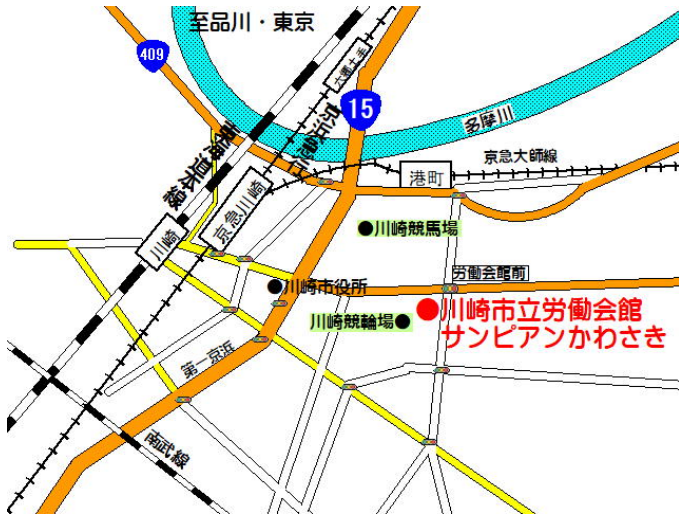 至品川・東京
409
六郷土手
15
多摩川
京浜急行
東海道本線
京急大師線
港町
京急川崎
川崎
●川崎競馬場
労働会館前
●川崎市役所
●川崎市立労働会館
サンピアンかわさき
川崎競輪場●
第一京浜
南武線